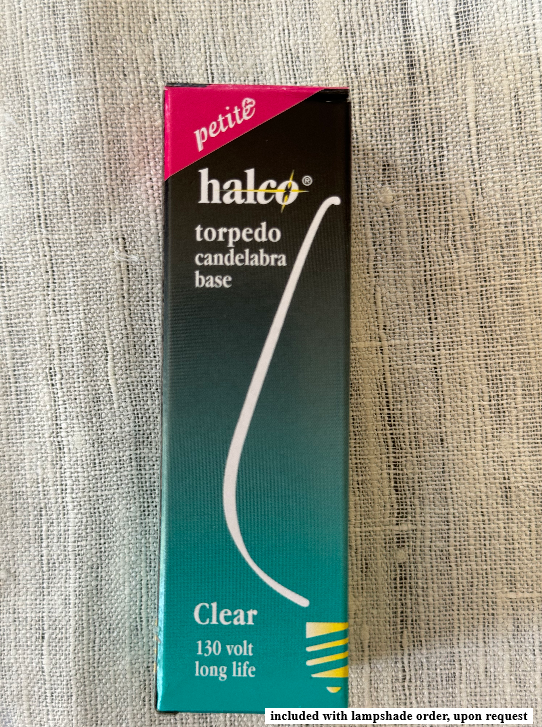 petite
halco®
torpedo
candelabra
base
Clear
130 volt
long life
included with lampshade order, upon request